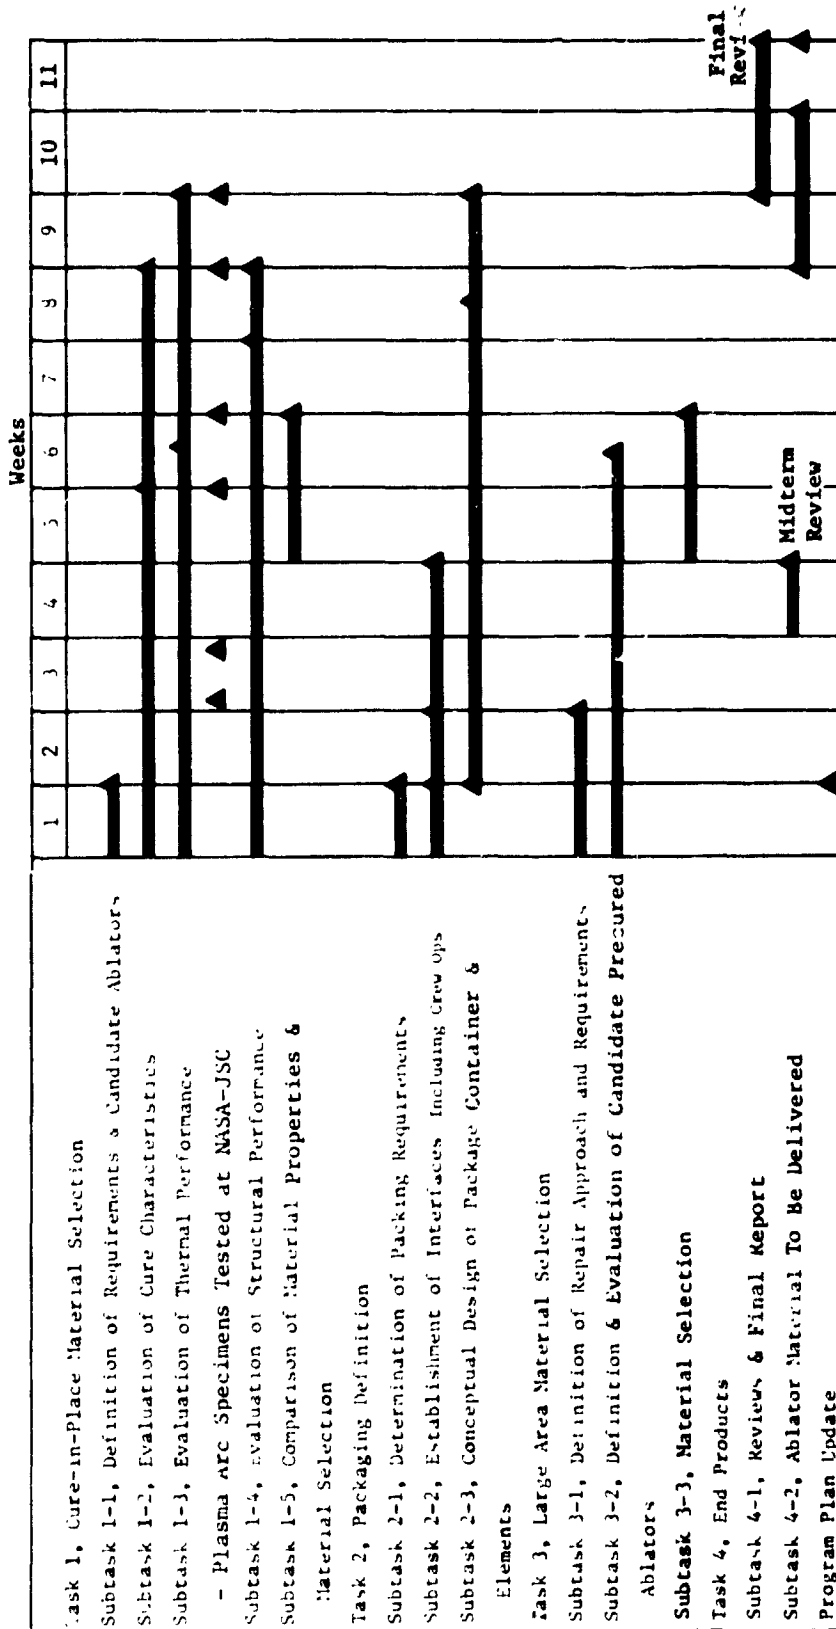 Weeks
1 2 3 4 5 6 7 8 9 10 11
Task 1, Cure-in-Place Material Selection
Subtask 1-1, Definition of Requirements & Candidate Ablators
Subtask 1-2, Evaluation of Cure Characteristics
Subtask 1-3, Evaluation of Thermal Performance
- Plasma Arc Specimens Tested at NASA-JSC
Subtask 1-4, Evaluation of Structural Performance
Subtask 1-5, Comparison of Material Properties &
Material Selection
Task 2, Packaging Definition
Subtask 2-1, Determination of Packing Requirements
Subtask 2-2, Establishment of Interfaces Including Crew Ops
Subtask 2-3, Conceptual Design of Package Container &
Elements
Task 3, Large Area Material Selection
Subtask 3-1, Definition of Repair Approach and Requirements
Subtask 3-2, Definition & Evaluation of Candidate Precured
Ablators
Subtask 3-3, Material Selection
Task 4, End Products
Subtask 4-1, Reviews & Final Report
Midterm
Review
Final
Subtask 4-2, Ablator Material To Be Delivered
Program Plan Update